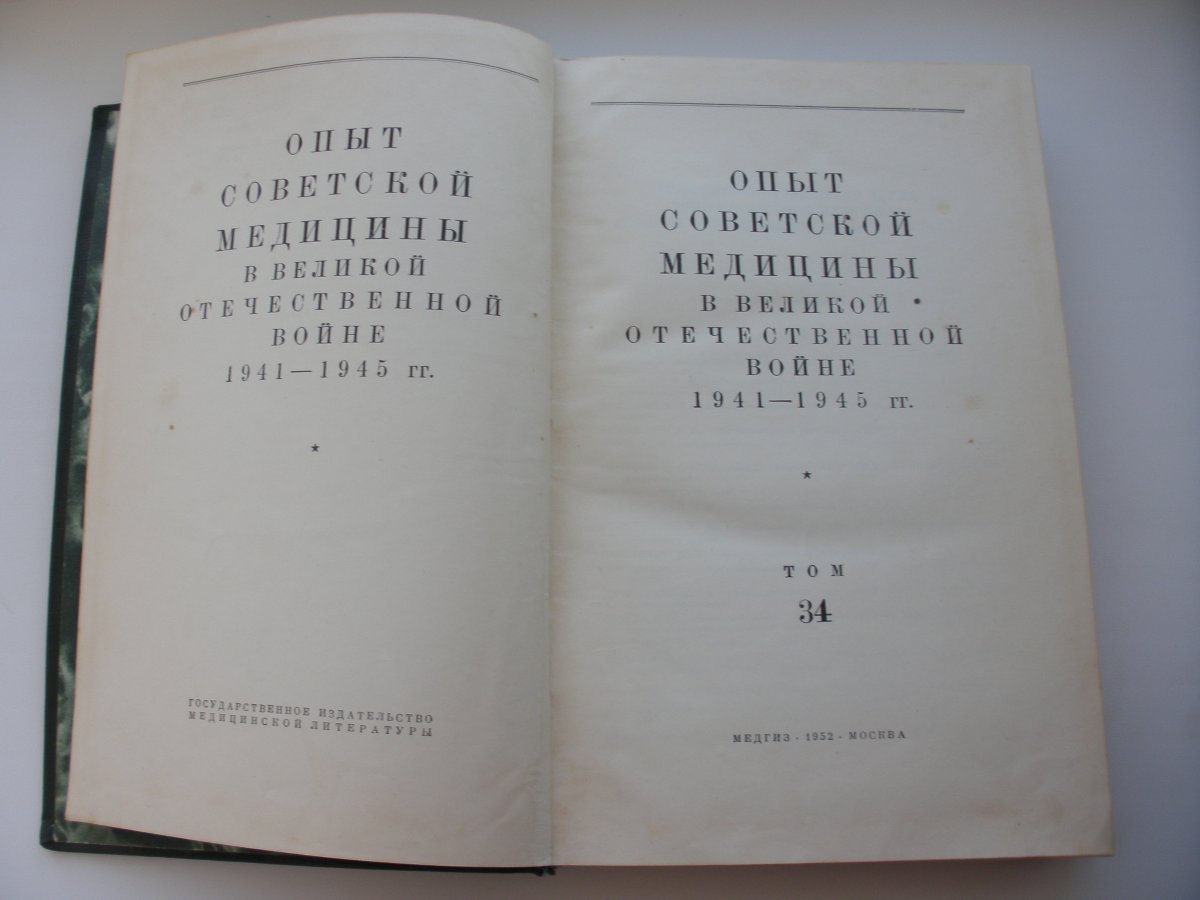 ОПЫТ
СОВЕТСКОЙ
МЕДИЦИНЫ
В ВЕЛИКОЙ
ОТЕЧЕСТВЕННОЙ
ВОЙНЕ
1941—1945 гг.
ГОСУДАРСТВЕННОЕ ИЗДАТЕЛЬСТВО
МЕДИЦИНСКОЙ ЛИТЕРАТУРЫ
ОПЫТ
СОВЕТСКОЙ
МЕДИЦИНЫ
В ВЕЛИКОЙ
ОТЕЧЕСТВЕННОЙ
ВОЙНЕ
1941—1945 гг.
ТОМ
34
МЕДГИЗ · 1952 · МОСКВА